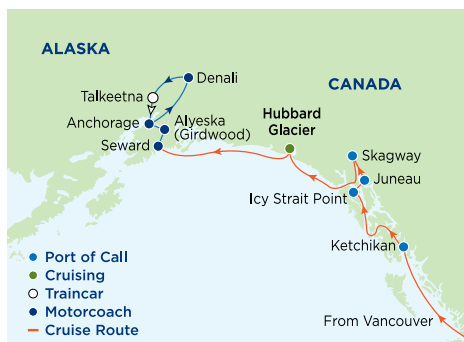 ALASKA
Denali
CANADA
Talkeetna
Anchorage
Alyeska
(Girdwood)
Hubbard
Glacier
Seward
Skagway
Juneau
Icy Strait Point
Ketchikan
Port of Call
Cruising
Traincar
Motorcoach
Cruise Route
From Vancouver